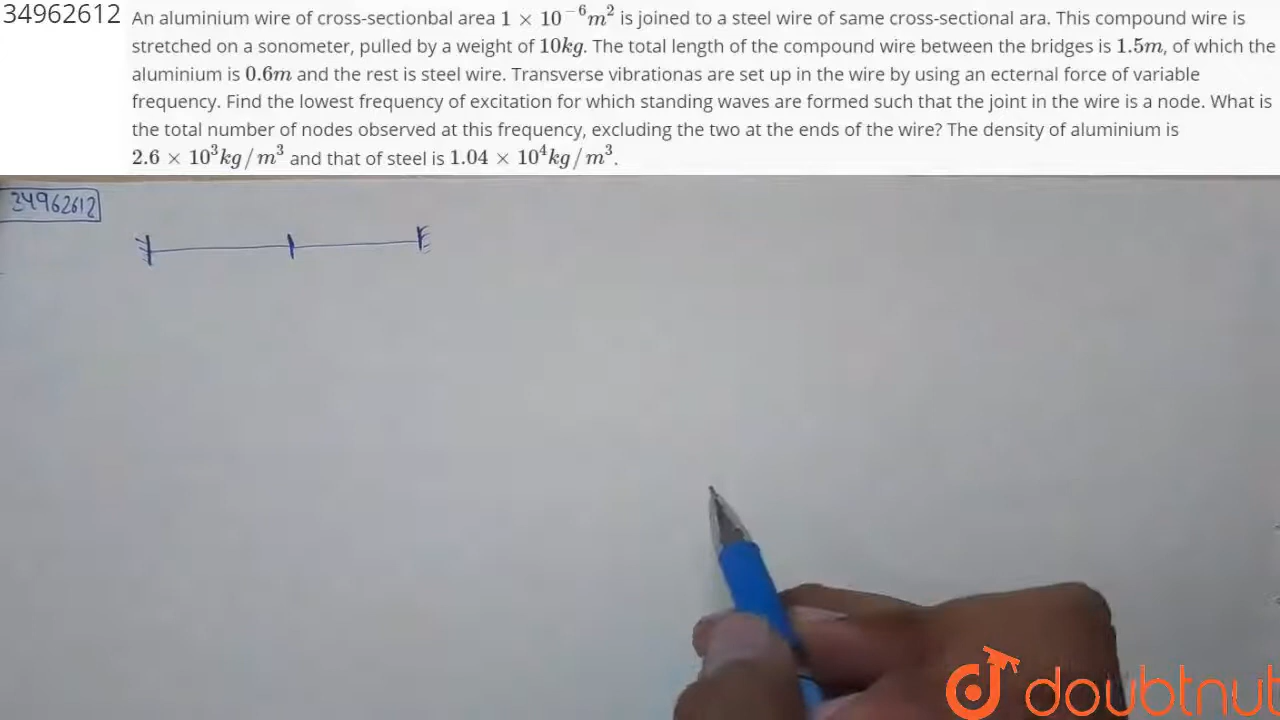 34962612
An aluminium wire of cross-sectionbal area 1 × 10⁻⁶m² is joined to a steel wire of same cross-sectional ara. This compound wire is
stretched on a sonometer, pulled by a weight of 10kg. The total length of the compound wire between the bridges is 1.5m, of which the
aluminium is 0.6m and the rest is steel wire. Transverse vibrationas are set up in the wire by using an ecternal force of variable
frequency. Find the lowest frequency of excitation for which standing waves are formed such that the joint in the wire is a node. What is
the total number of nodes observed at this frequency, excluding the two at the ends of the wire? The density of aluminium is
2.6 × 10³kg/m³ and that of steel is 1.04 × 10⁴kg/m³.
34962612
doubtnut